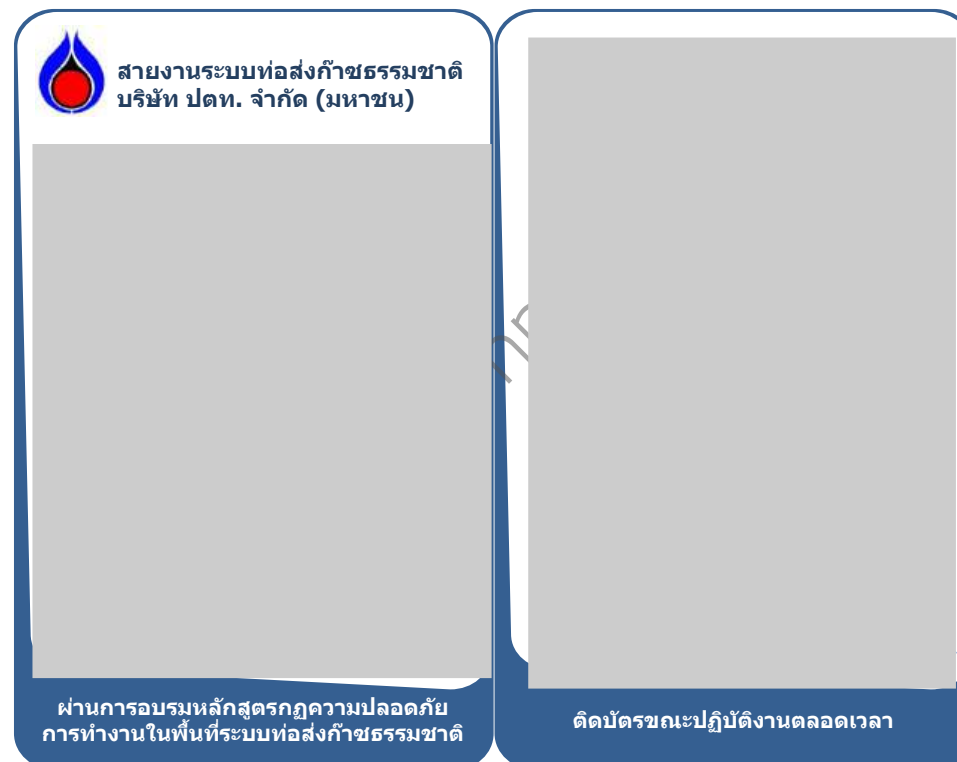 สายงานระบบท่อส่งก๊าซธรรมชาติ
บริษัท ปตท. จำกัด (มหาชน)
ผ่านการอบรมหลักสูตรกฏความปลอดภัย
การทำงานในพื้นที่ระบบท่อส่งก๊าซธรรมชาติ
ติดบัตรขณะปฏิบัติงานตลอดเวลา